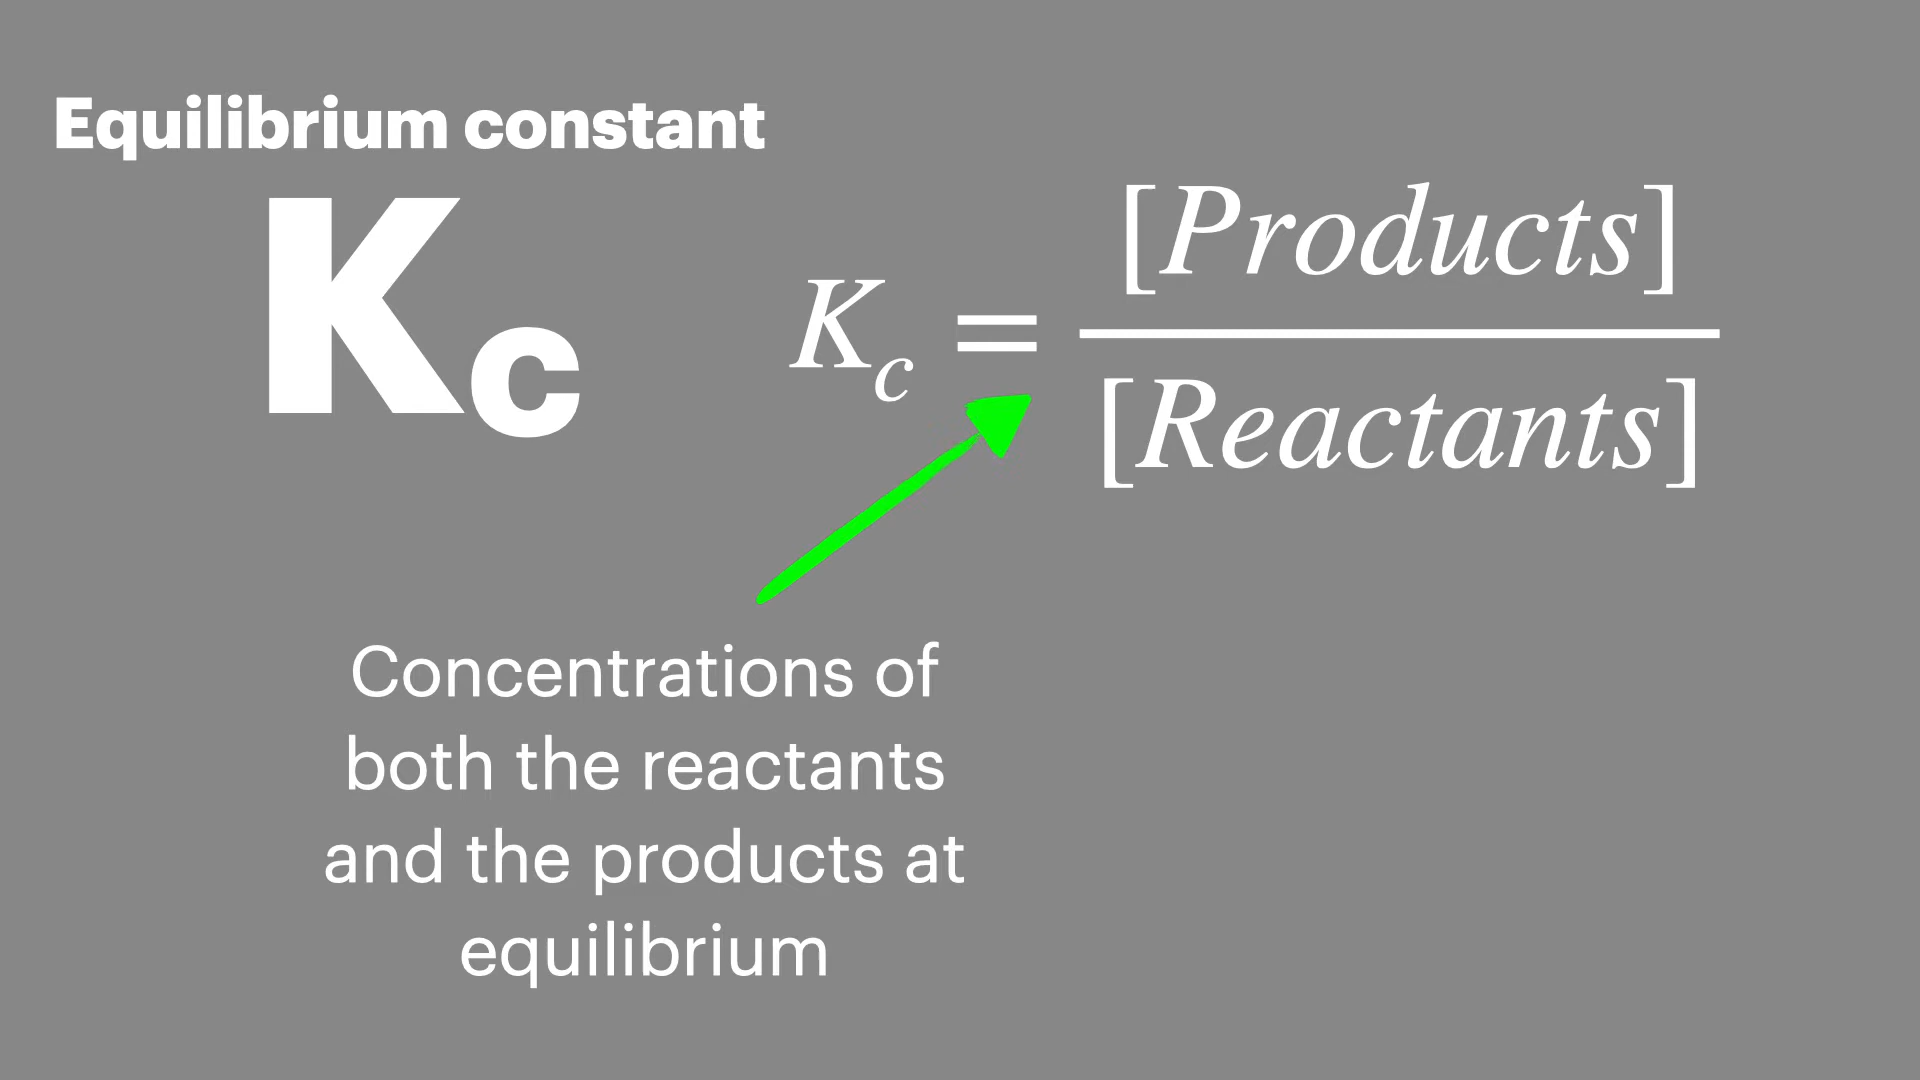 Equilibrium constant
Kc
Kc = [Products] / [Reactants]
Concentrations of
both the reactants
and the products at
equilibrium